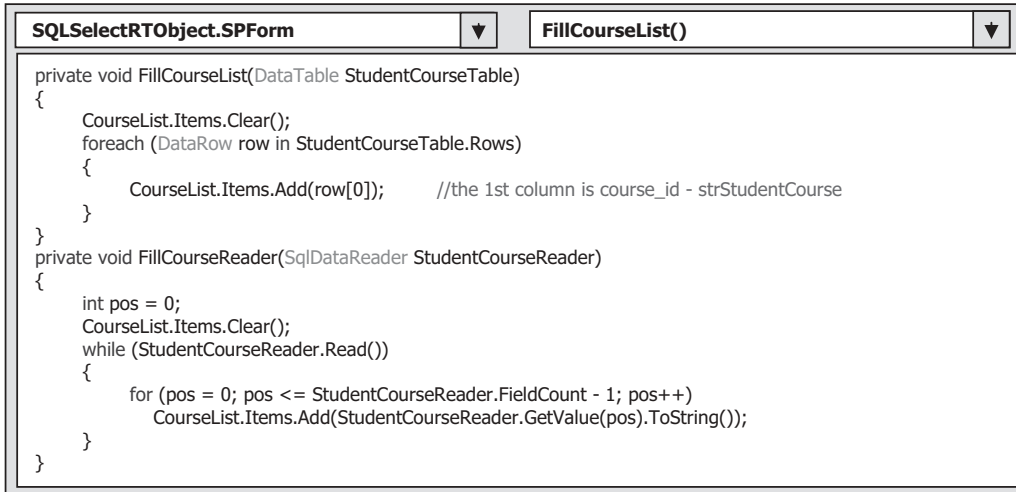 SQLSelectRTObject.SPForm
FillCourseList()
private void FillCourseList(DataTable StudentCourseTable)
{
CourseList.Items.Clear();
foreach (DataRow row in StudentCourseTable.Rows)
{
CourseList.Items.Add(row[0]); //the 1st column is course_id - strStudentCourse
}
}
private void FillCourseReader(SqlDataReader StudentCourseReader)
{
int pos = 0;
CourseList.Items.Clear();
while (StudentCourseReader.Read())
{
for (pos = 0; pos <= StudentCourseReader.FieldCount - 1; pos++)
CourseList.Items.Add(StudentCourseReader.GetValue(pos).ToString());
}
}